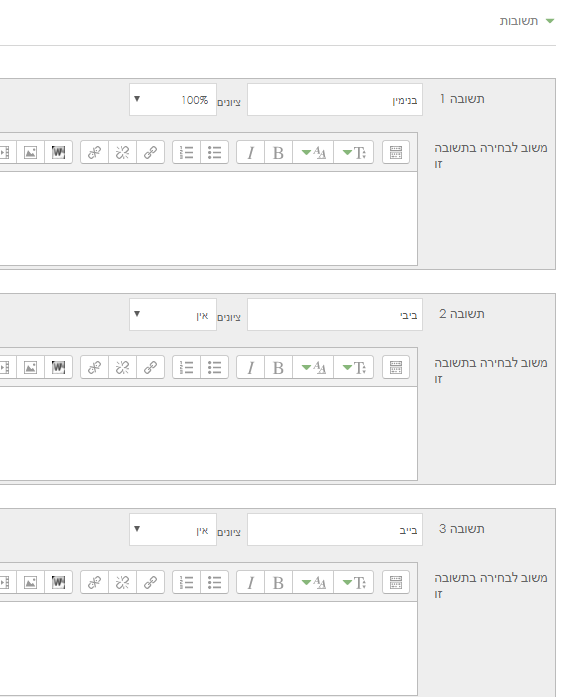 תשובות
תשובה 1
בנימין
ציונים
100%
משוב לבחירה בתשובה
זו
תשובה 2
ביבי
ציונים
אין
משוב לבחירה בתשובה
זו
תשובה 3
בייב
ציונים
אין
משוב לבחירה בתשובה
זו